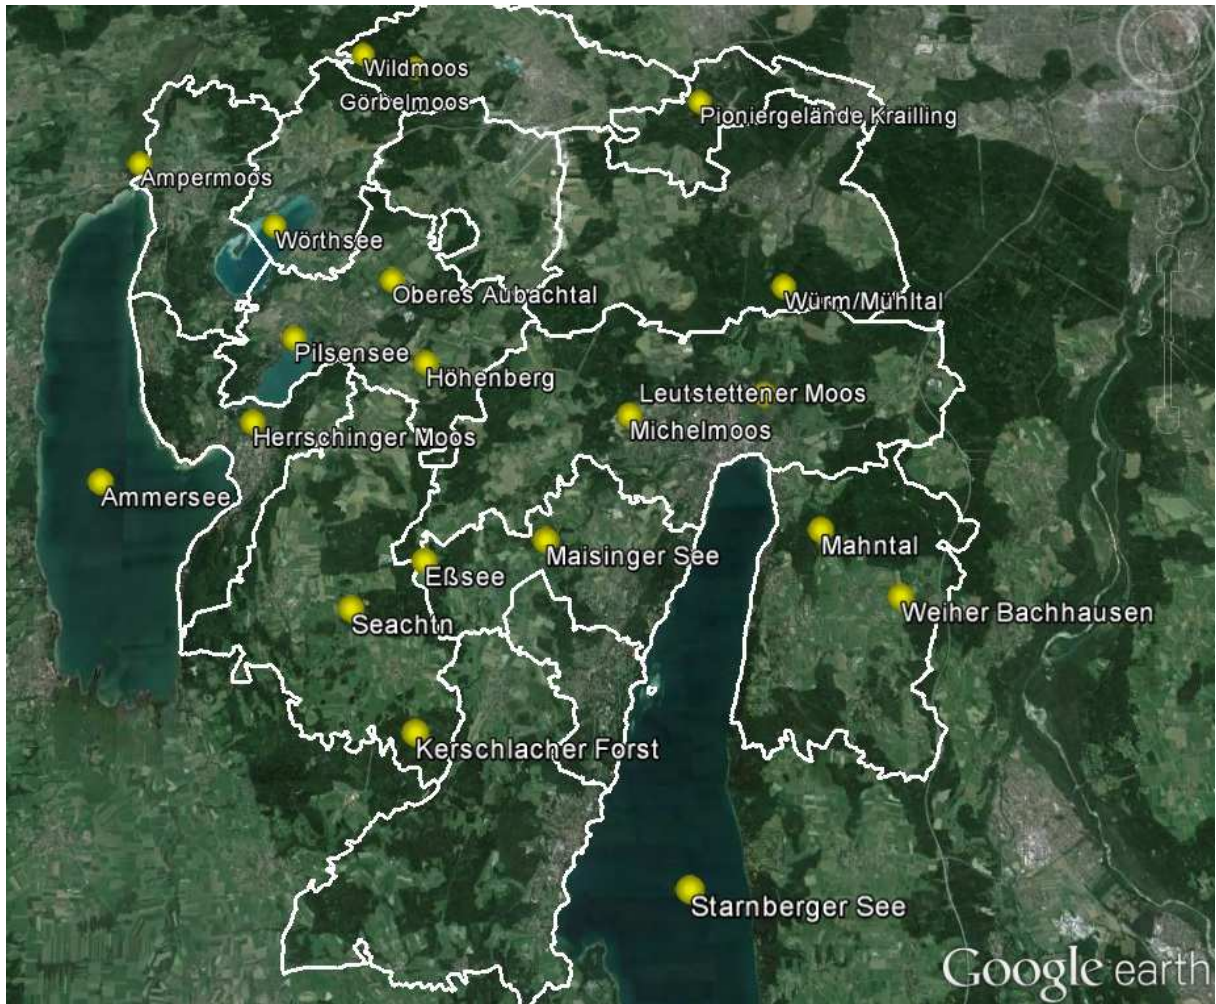 Wildmoos
Görbelmoos
Pioniergelände Krailling
Ampermoos
Wörthsee
Oberes Aubachtal
Würm/Mühltal
Pilsensee
Höhenberg
Leutstettener Moos
Michelmoos
Herrschinger Moos
Ammersee
Maisinger See
Mahntal
Eßsee
Weiher Bachhausen
Seachtn
Kerschlacher Forst
Starnberger See
Google earth